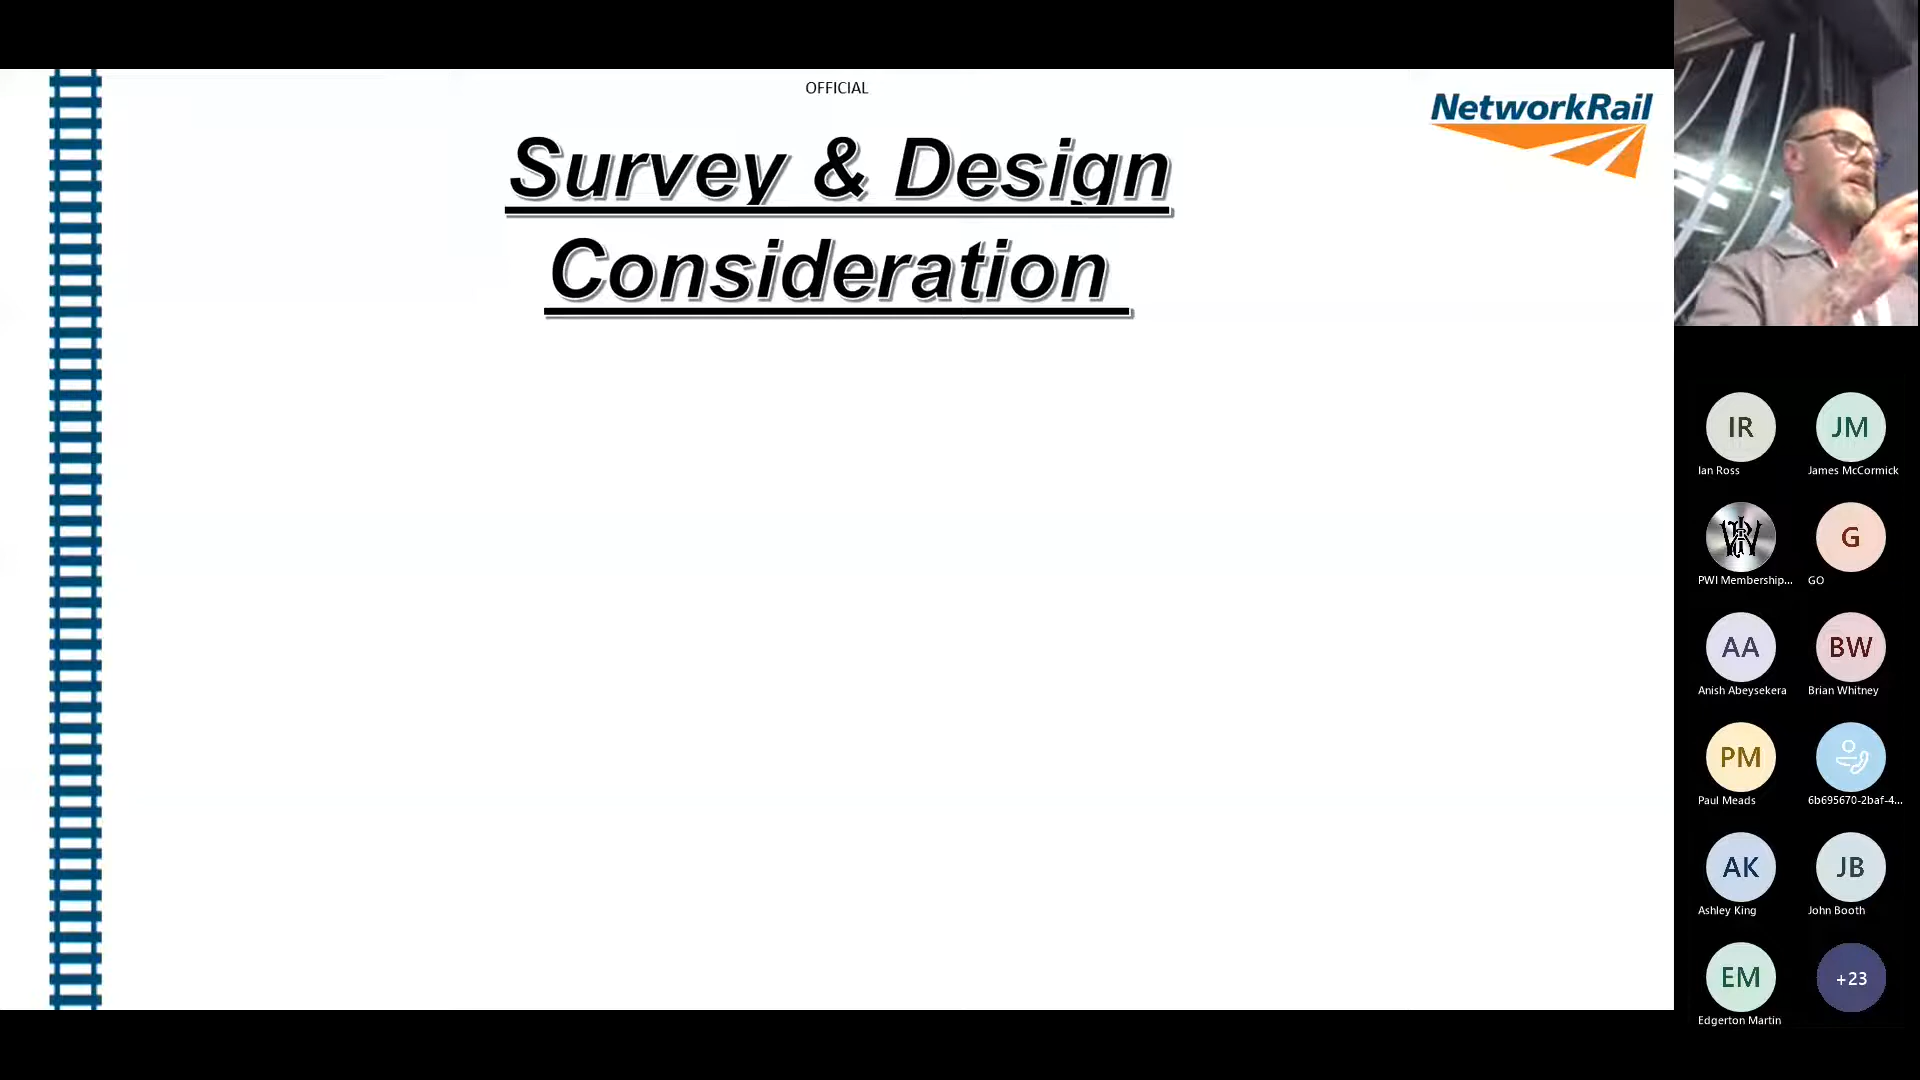 OFFICIAL
NetworkRail
Survey & Design
Consideration
IR
JM
Ian Ross
James McCormick
G
PWI Membership...
GO
AA
BW
Anish Abeysekera
Brian Whitney
PM
Paul Meads
6b695670-2baf-4...
AK
JB
Ashley King
John Booth
EM
+23
Edgerton Martin